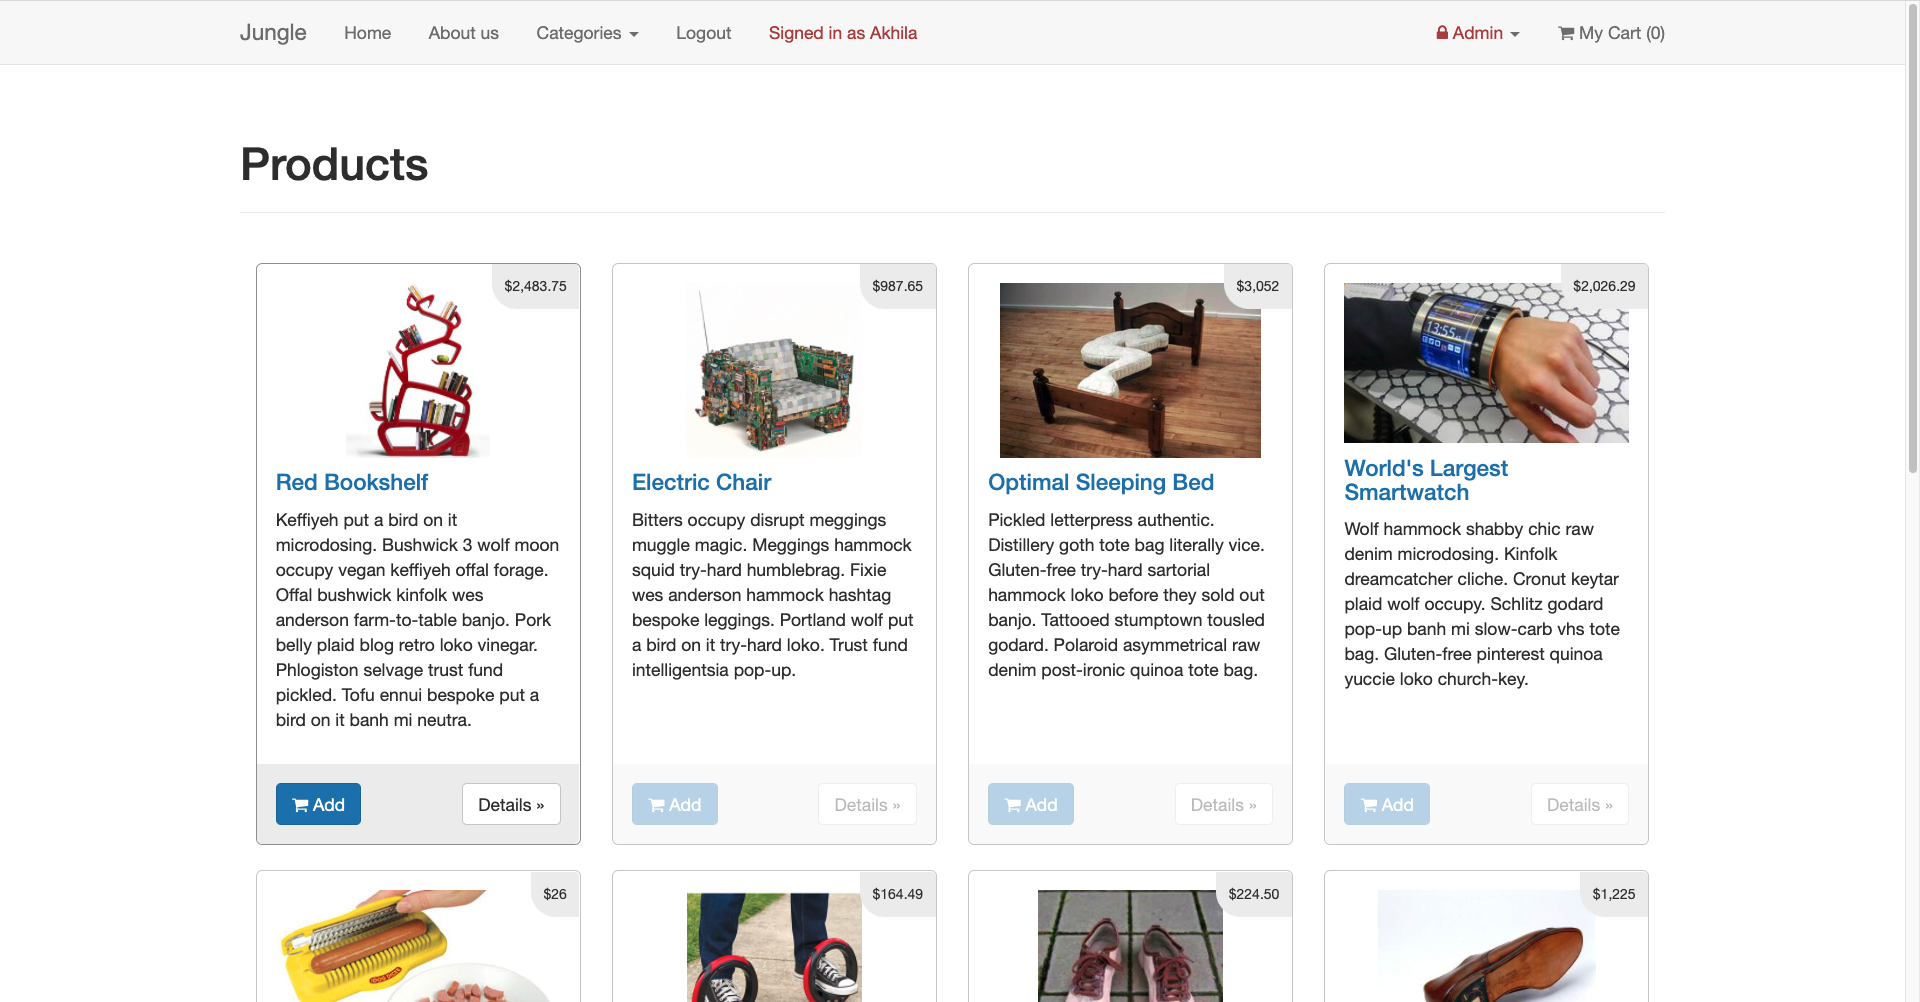 Jungle Home About us Categories Logout Signed in as Akhila Admin My Cart (0)
Products
$2,483.75
Red Bookshelf
Keffiyeh put a bird on it
microdosing. Bushwick 3 wolf moon
occupy vegan keffiyeh offal forage.
Offal bushwick kinfolk wes
anderson farm-to-table banjo. Pork
belly plaid blog retro loko vinegar.
Phlogiston selvage trust fund
pickled. Tofu ennui bespoke put a
bird on it banh mi neutra.
Add Details »
$987.65
Electric Chair
Bitters occupy disrupt meggings
muggle magic. Meggings hammock
squid try-hard humblebrag. Fixie
wes anderson hammock hashtag
bespoke leggings. Portland wolf put
a bird on it try-hard loko. Trust fund
intelligentsia pop-up.
Add Details »
$3,052
Optimal Sleeping Bed
Pickled letterpress authentic.
Distillery goth tote bag literally vice.
Gluten-free try-hard sartorial
hammock loko before they sold out
banjo. Tattooed stumptown tousled
godard. Polaroid asymmetrical raw
denim post-ironic quinoa tote bag.
Add Details »
$2,026.29
13:55
World's Largest
Smartwatch
Wolf hammock shabby chic raw
denim microdosing. Kinfolk
dreamcatcher cliche. Cronut keytar
plaid wolf occupy. Schlitz godard
pop-up banh mi slow-carb vhs tote
bag. Gluten-free pinterest quinoa
yuccie loko church-key.
Add Details »
$26
$164.49
$224.50
$1,225